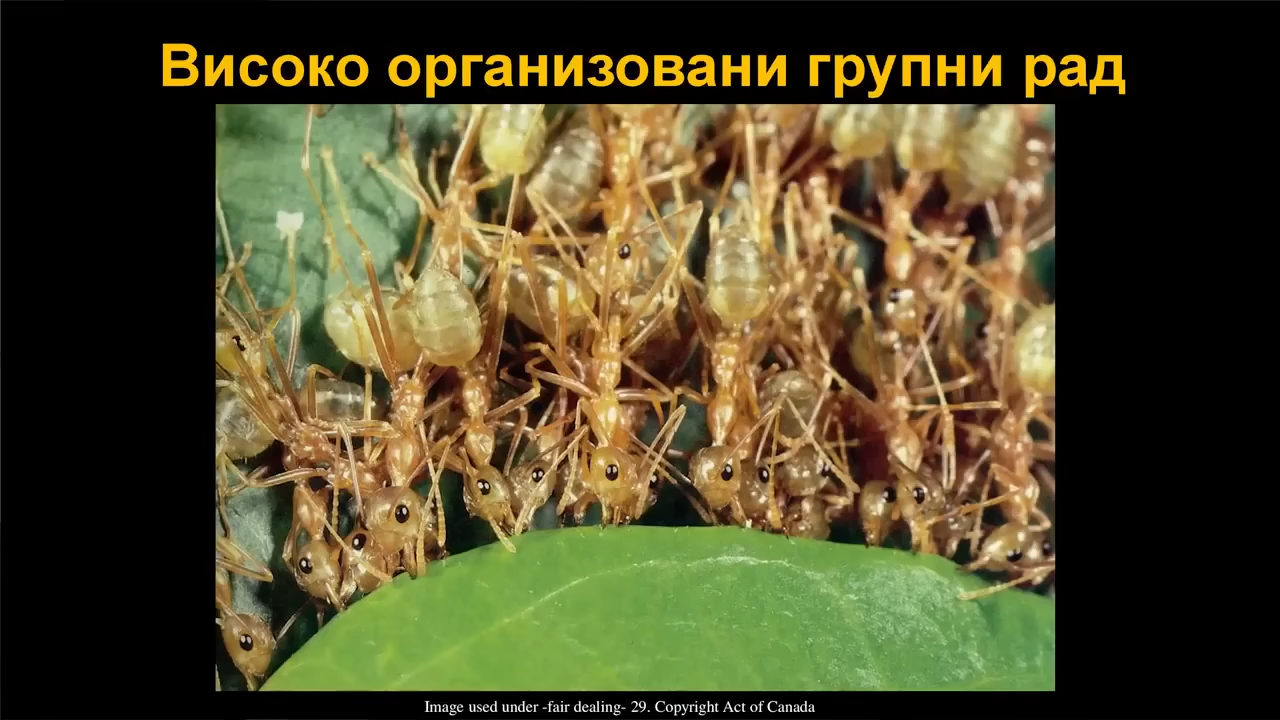 Високо организовани групни рад
Image used under -fair dealing- 29. Copyright Act of Canada